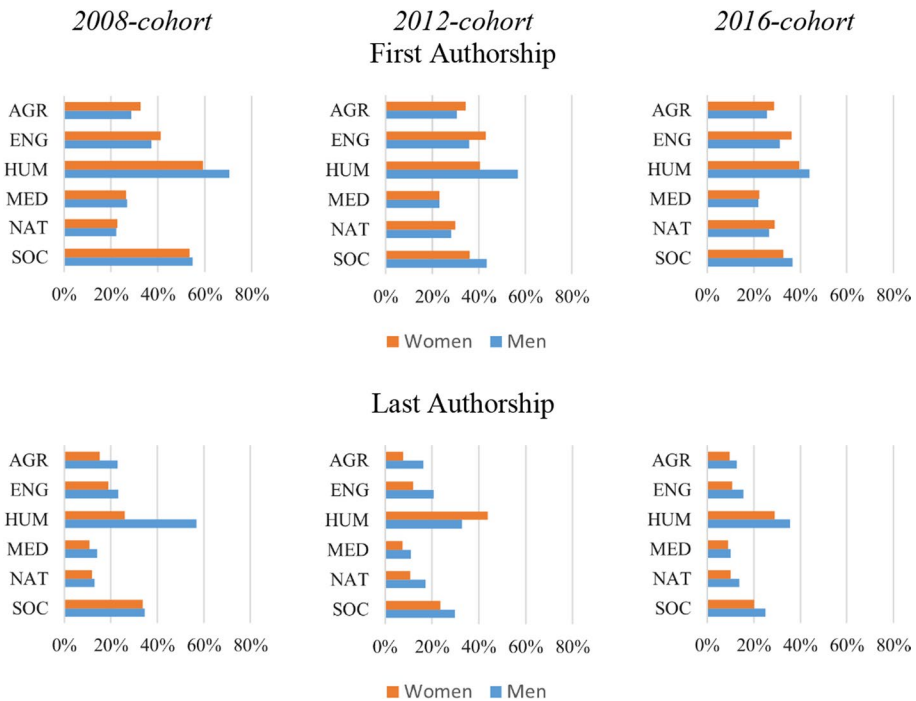 2008-cohort 2012-cohort 2016-cohort
First Authorship
AGR AGR AGR
ENG ENG ENG
HUM HUM HUM
MED MED MED
NAT NAT NAT
SOC SOC SOC
0% 20% 40% 60% 80% 0% 20% 40% 60% 80% 0% 20% 40% 60% 80%
Women Men
Last Authorship
AGR AGR AGR
ENG ENG ENG
HUM HUM HUM
MED MED MED
NAT NAT NAT
SOC SOC SOC
0% 20% 40% 60% 80% 0% 20% 40% 60% 80% 0% 20% 40% 60% 80%
Women Men